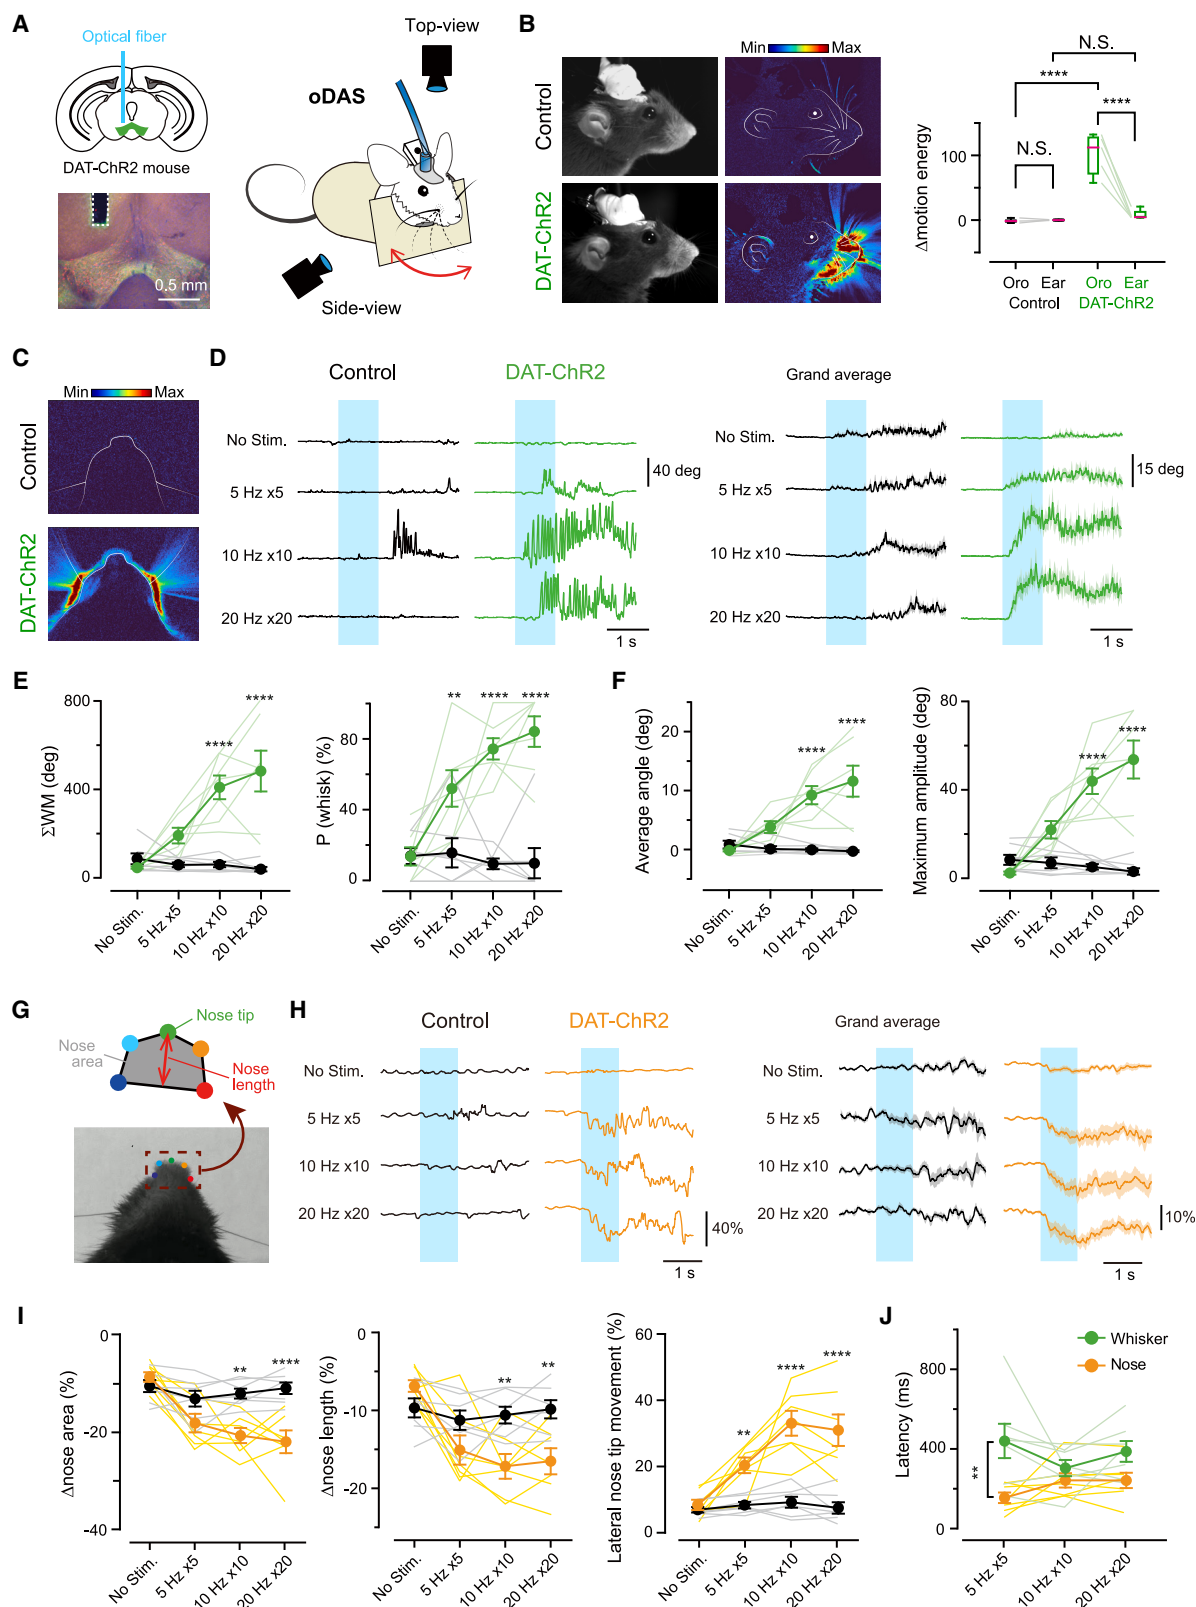 A
Optical fiber
DAT-ChR2 mouse
0.5 mm
Top-view
oDAS
Side-view
B
Min Max
Control
DAT-ChR2
N.S.
****
****
N.S.
Δmotion energy
100
0
Oro Ear Oro Ear
Control DAT-ChR2
C
Min Max
Control
DAT-ChR2
D
Control DAT-ChR2
Grand average
No Stim.
5 Hz x5
10 Hz x10
20 Hz x20
40 deg
1 s
No Stim.
5 Hz x5
10 Hz x10
20 Hz x20
15 deg
1 s
E
ΣWM (deg)
800
400
0
****
****
No Stim.
5 Hz x5
10 Hz x10
20 Hz x20
P (whisk) (%)
80
40
0
** **** ****
No Stim.
5 Hz x5
10 Hz x10
20 Hz x20
F
Average angle (deg)
20
10
0
****
****
No Stim.
5 Hz x5
10 Hz x10
20 Hz x20
Maximum amplitude (deg)
80
40
0
****
****
No Stim.
5 Hz x5
10 Hz x10
20 Hz x20
G
Nose tip
Nose
area
Nose
length
H
Control DAT-ChR2
Grand average
No Stim.
5 Hz x5
10 Hz x10
20 Hz x20
40%
1 s
No Stim.
5 Hz x5
10 Hz x10
20 Hz x20
10%
1 s
I
Δnose area (%)
0
-20
-40
** ****
No Stim.
5 Hz x5
10 Hz x10
20 Hz x20
Δnose length (%)
0
-10
-20
**
**
No Stim.
5 Hz x5
10 Hz x10
20 Hz x20
Lateral nose tip movement (%)
60
40
20
0
**
****
****
No Stim.
5 Hz x5
10 Hz x10
20 Hz x20
J
Whisker
Nose
Latency (ms)
800
400
0
**
5 Hz x5
10 Hz x10
20 Hz x20